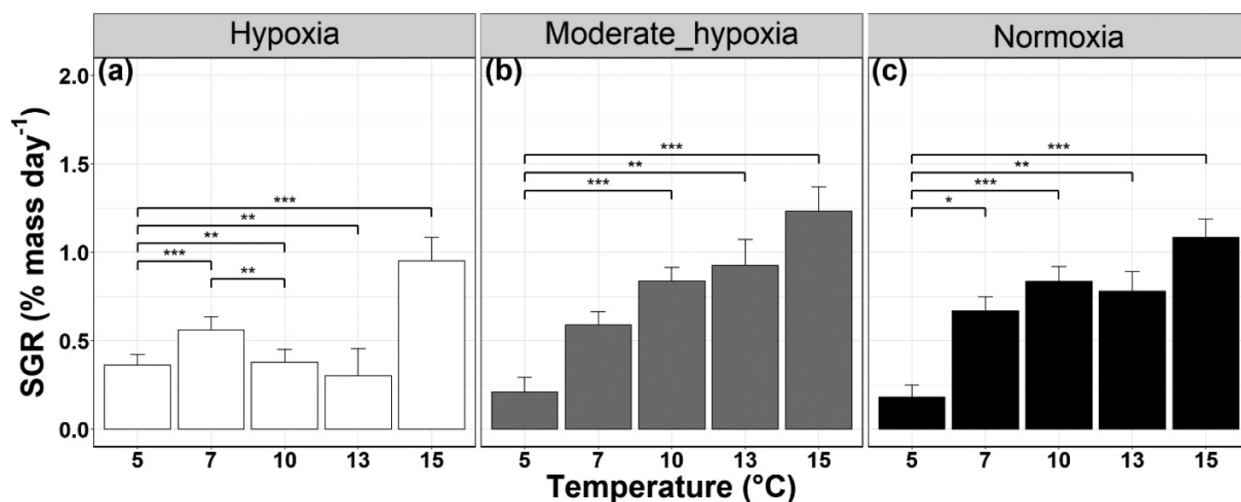 Hypoxia
Moderate_hypoxia
Normoxia
SGR (% mass day⁻¹)
2.0
1.5
1.0
0.5
0.0
(a)
***
**
**
***
**
5 7 10 13 15
(b)
***
**
***
5 7 10 13 15
(c)
***
**
***
*
5 7 10 13 15
Temperature (°C)